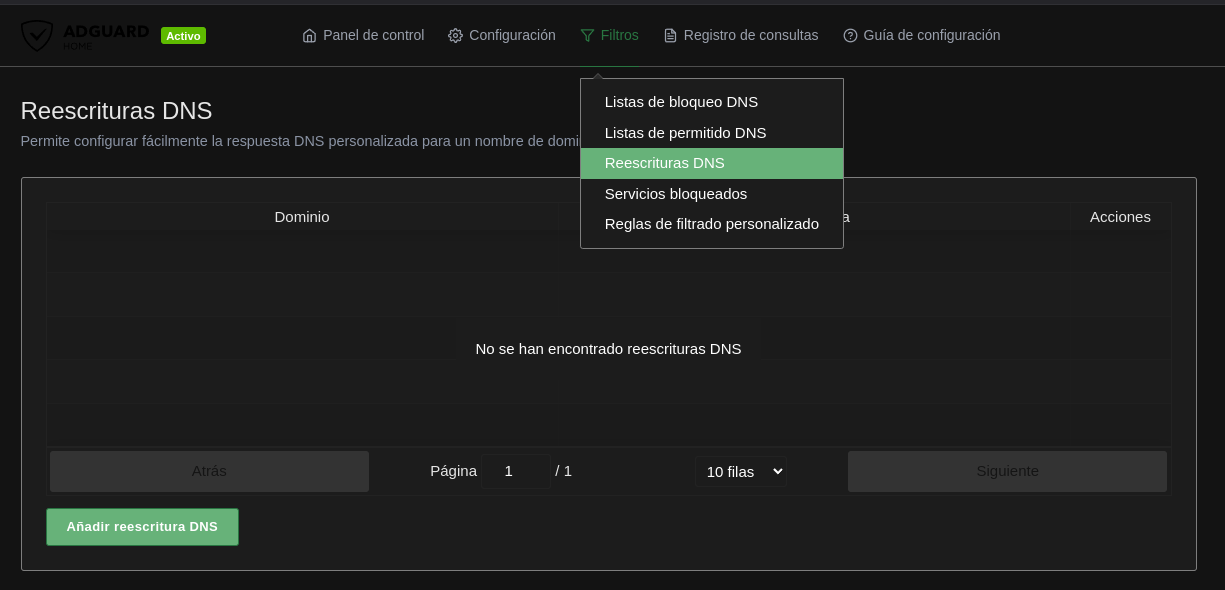 ADGUARD
HOME
Activo
Panel de control
Configuración
Filtros
Registro de consultas
Guía de configuración
Listas de bloqueo DNS
Listas de permitido DNS
Reescrituras DNS
Servicios bloqueados
Reglas de filtrado personalizado
Reescrituras DNS
Permite configurar fácilmente la respuesta DNS personalizada para un nombre de
Dominio
Acciones
No se han encontrado reescrituras DNS
Atrás
Página 1 / 1
10 filas
Siguiente
Añadir reescritura DNS